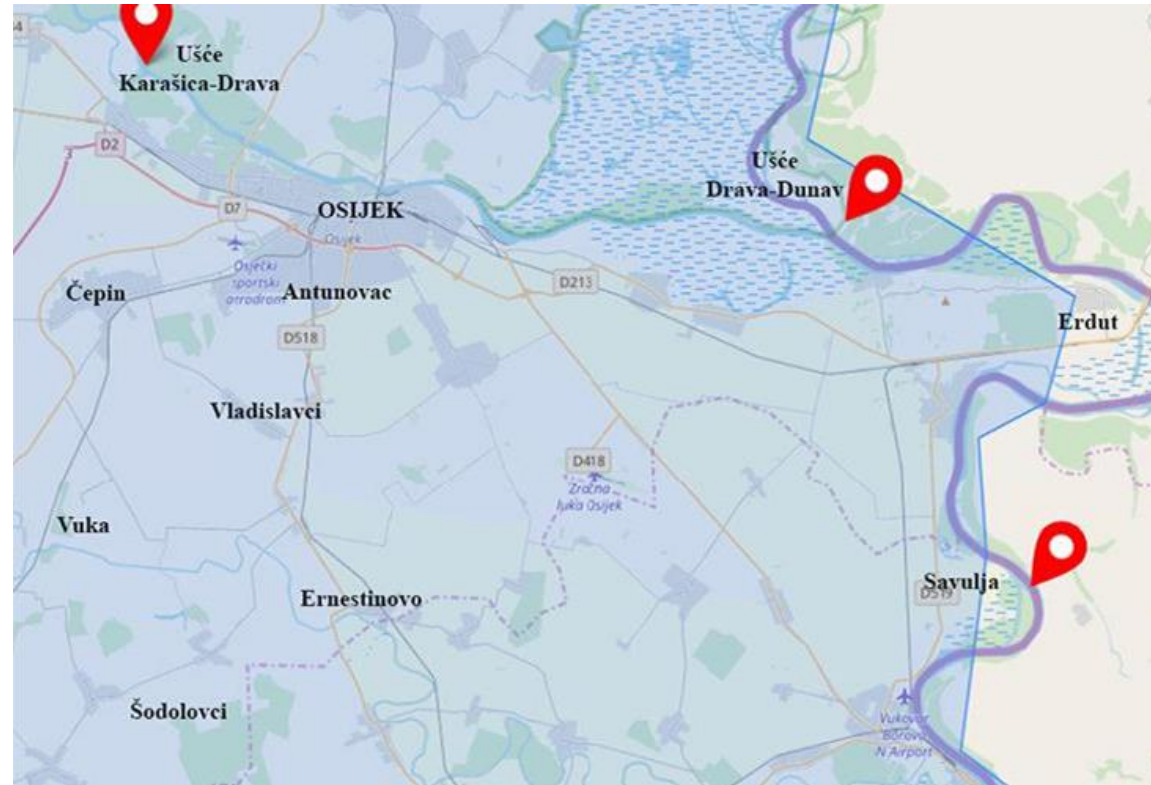 Ušće
Karašica-Drava
D2
Ušće
Drava-Dunav
D7
OSIJEK
Osijek
Osječki
sportski
D213
Čepin
Antunovac
Erdut
D518
Vladislavci
D418
Zračna
luka Osijek
Vuka
Savulja
D519
Ernestinovo
Šodolovci
Vukovar
Borovo
N Airport